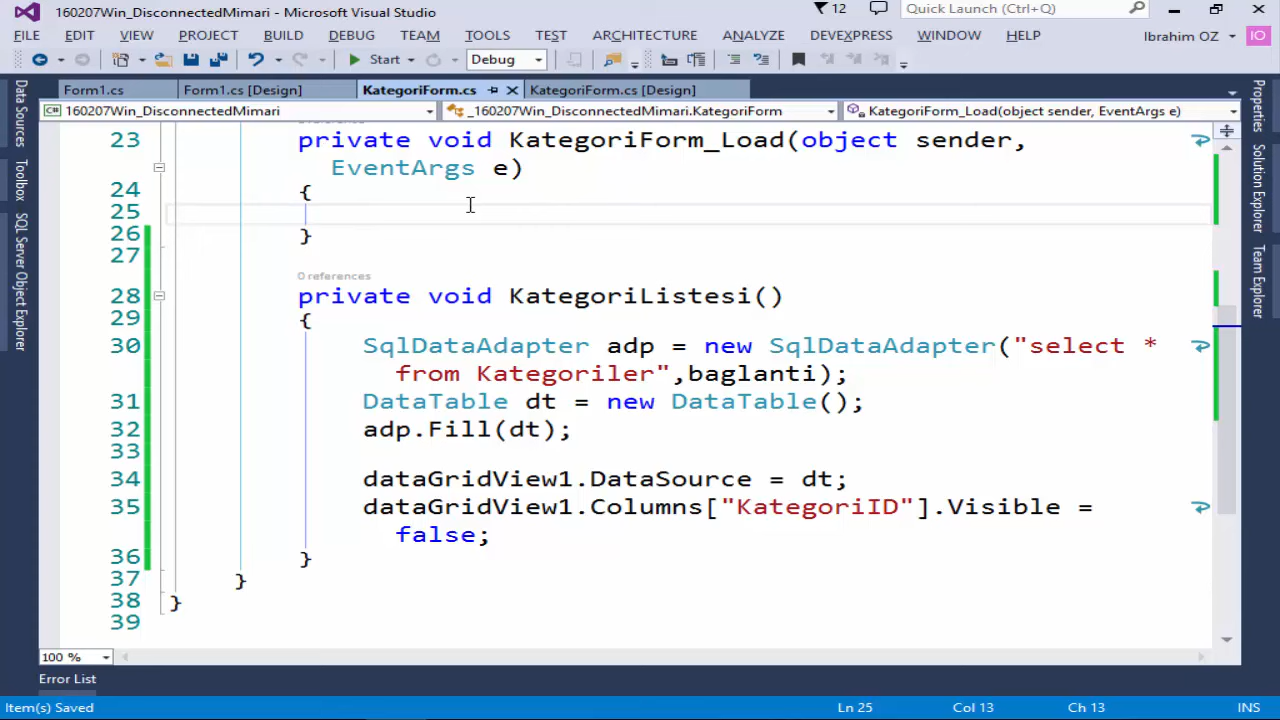 160207Win_DisconnectedMimari - Microsoft Visual Studio
12
Quick Launch (Ctrl+Q)
FILE EDIT VIEW PROJECT BUILD DEBUG TEAM TOOLS TEST ARCHITECTURE ANALYZE DEVEXPRESS WINDOW HELP
Ibrahim OZ
IO
Start
Debug
Form1.cs
Form1.cs [Design]
KategoriForm.cs
KategoriForm.cs [Design]
160207Win_DisconnectedMimari
_160207Win_DisconnectedMimari.KategoriForm
KategoriForm_Load(object sender, EventArgs e)
Data Sources
Toolbox
SQL Server Object Explorer
Properties
Solution Explorer
Team Explorer
23 private void KategoriForm_Load(object sender,
EventArgs e)
24 {
25
26 }
27
0 references
28 private void KategoriListesi()
29 {
30 SqlDataAdapter adp = new SqlDataAdapter("select *
from Kategoriler",baglanti);
31 DataTable dt = new DataTable();
32 adp.Fill(dt);
33
34 dataGridView1.DataSource = dt;
35 dataGridView1.Columns["KategoriID"].Visible =
false;
36 }
37 }
38 }
39
100 %
Error List
Item(s) Saved
Ln 25
Col 13
Ch 13
INS